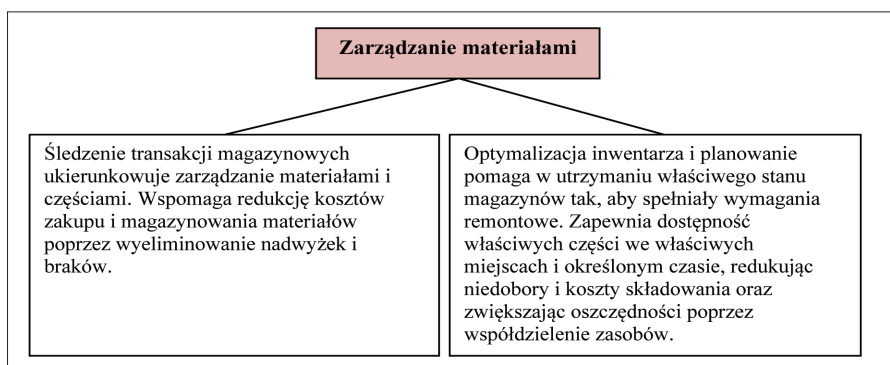 Zarządzanie materiałami
Śledzenie transakcji magazynowych
ukierunkowuje zarządzanie materiałami i
częściami. Wspomaga redukcję kosztów
zakupu i magazynowania materiałów
poprzez wyeliminowanie nadwyżek i
braków.
Optymalizacja inwentarza i planowanie
pomaga w utrzymaniu właściwego stanu
magazynów tak, aby spełniały wymagania
remontowe. Zapewnia dostępność
właściwych części we właściwych
miejscach i określonym czasie, redukując
niedobory i koszty składowania oraz
zwiększając oszczędności poprzez
współdzielenie zasobów.